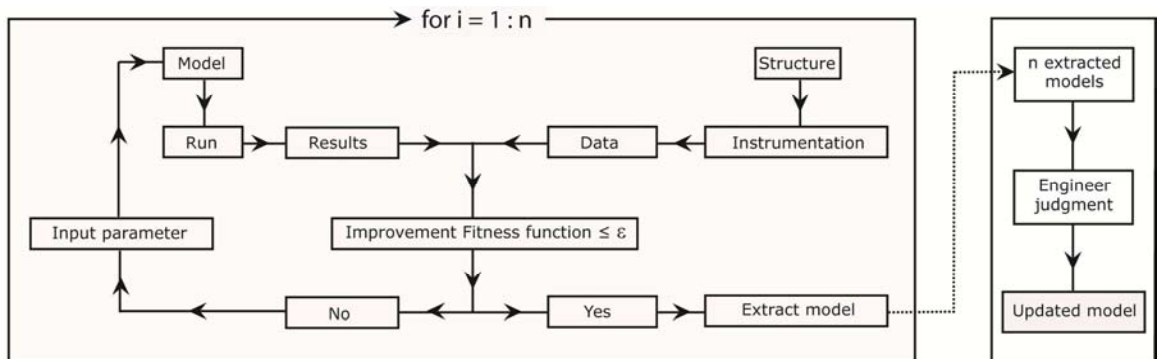 for i = 1 : n
Model
Structure
n extracted
models
Run
Results
Data
Instrumentation
Engineer
judgment
Input parameter
Improvement Fitness function ≤ ε
No
Yes
Extract model
Updated model